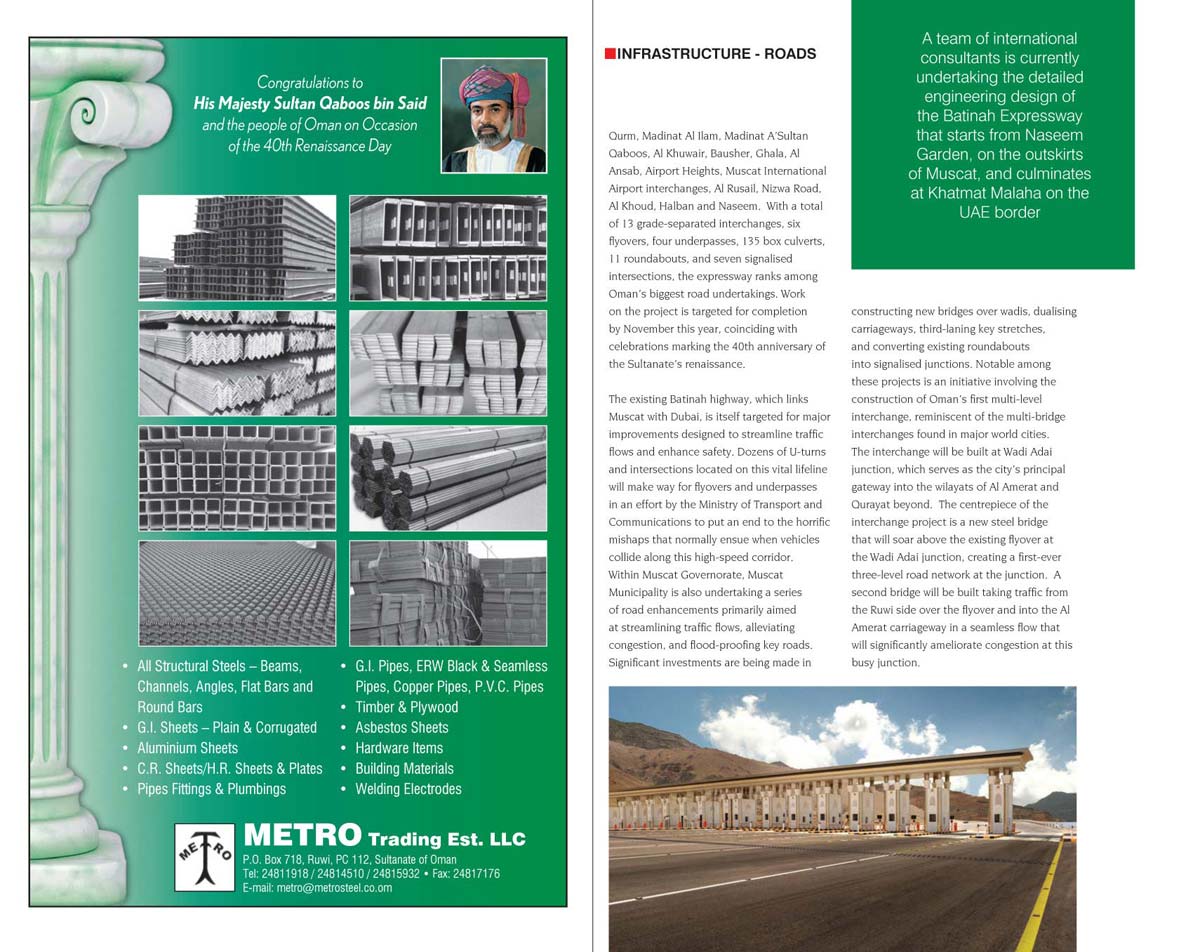 Congratulations to
His Majesty Sultan Qaboos bin Said
and the people of Oman on Occasion
of the 40th Renaissance Day
• All Structural Steels – Beams,
Channels, Angles, Flat Bars and
Round Bars
• G.I. Sheets – Plain & Corrugated
• Aluminium Sheets
• C.R. Sheets/H.R. Sheets & Plates
• Pipes Fittings & Plumbings
• G.I. Pipes, ERW Black & Seamless
Pipes, Copper Pipes, P.V.C. Pipes
• Timber & Plywood
• Asbestos Sheets
• Hardware Items
• Building Materials
• Welding Electrodes
METRO
METRO Trading Est. LLC
P.O. Box 718, Ruwi, PC 112, Sultanate of Oman
Tel: 24811918 / 24814510 / 24815932 • Fax: 24817176
E-mail: metro@metrosteel.co.om
INFRASTRUCTURE - ROADS
Qurm, Madinat Al Ilam, Madinat A'Sultan
Qaboos, Al Khuwair, Bausher, Ghala, Al
Ansab, Airport Heights, Muscat International
Airport interchanges, Al Rusail, Nizwa Road,
Al Khoud, Halban and Naseem.  With a total
of 13 grade-separated interchanges, six
flyovers, four underpasses, 135 box culverts,
11 roundabouts, and seven signalised
intersections, the expressway ranks among
Oman's biggest road undertakings. Work
on the project is targeted for completion
by November this year, coinciding with
celebrations marking the 40th anniversary of
the Sultanate's renaissance.
The existing Batinah highway, which links
Muscat with Dubai, is itself targeted for major
improvements designed to streamline traffic
flows and enhance safety. Dozens of U-turns
and intersections located on this vital lifeline
will make way for flyovers and underpasses
in an effort by the Ministry of Transport and
Communications to put an end to the horrific
mishaps that normally ensue when vehicles
collide along this high-speed corridor.
Within Muscat Governorate, Muscat
Municipality is also undertaking a series
of road enhancements primarily aimed
at streamlining traffic flows, alleviating
congestion, and flood-proofing key roads.
Significant investments are being made in
A team of international
consultants is currently
undertaking the detailed
engineering design of
the Batinah Expressway
that starts from Naseem
Garden, on the outskirts
of Muscat, and culminates
at Khatmat Malaha on the
UAE border
constructing new bridges over wadis, dualising
carriageways, third-laning key stretches,
and converting existing roundabouts
into signalised junctions. Notable among
these projects is an initiative involving the
construction of Oman's first multi-level
interchange, reminiscent of the multi-bridge
interchanges found in major world cities.
The interchange will be built at Wadi Adai
junction, which serves as the city's principal
gateway into the wilayats of Al Amerat and
Qurayat beyond.  The centrepiece of the
interchange project is a new steel bridge
that will soar above the existing flyover at
the Wadi Adai junction, creating a first-ever
three-level road network at the junction.  A
second bridge will be built taking traffic from
the Ruwi side over the flyover and into the Al
Amerat carriageway in a seamless flow that
will significantly ameliorate congestion at this
busy junction.